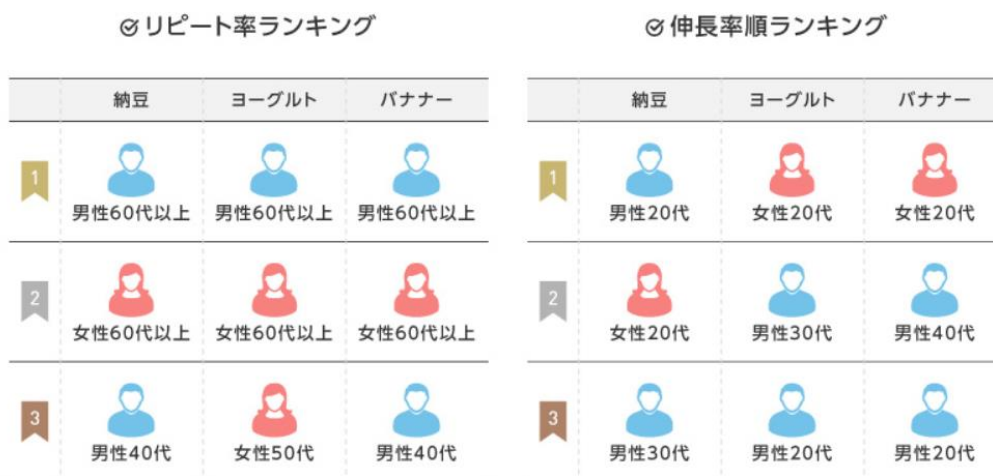 リピート率ランキング
納豆 ヨーグルト バナナー
1
男性60代以上 男性60代以上 男性60代以上
2
女性60代以上 女性60代以上 女性60代以上
3
男性40代 女性50代 男性40代
伸長率順ランキング
納豆 ヨーグルト バナナー
1
男性20代 女性20代 女性20代
2
女性20代 男性30代 男性40代
3
男性30代 男性20代 男性20代